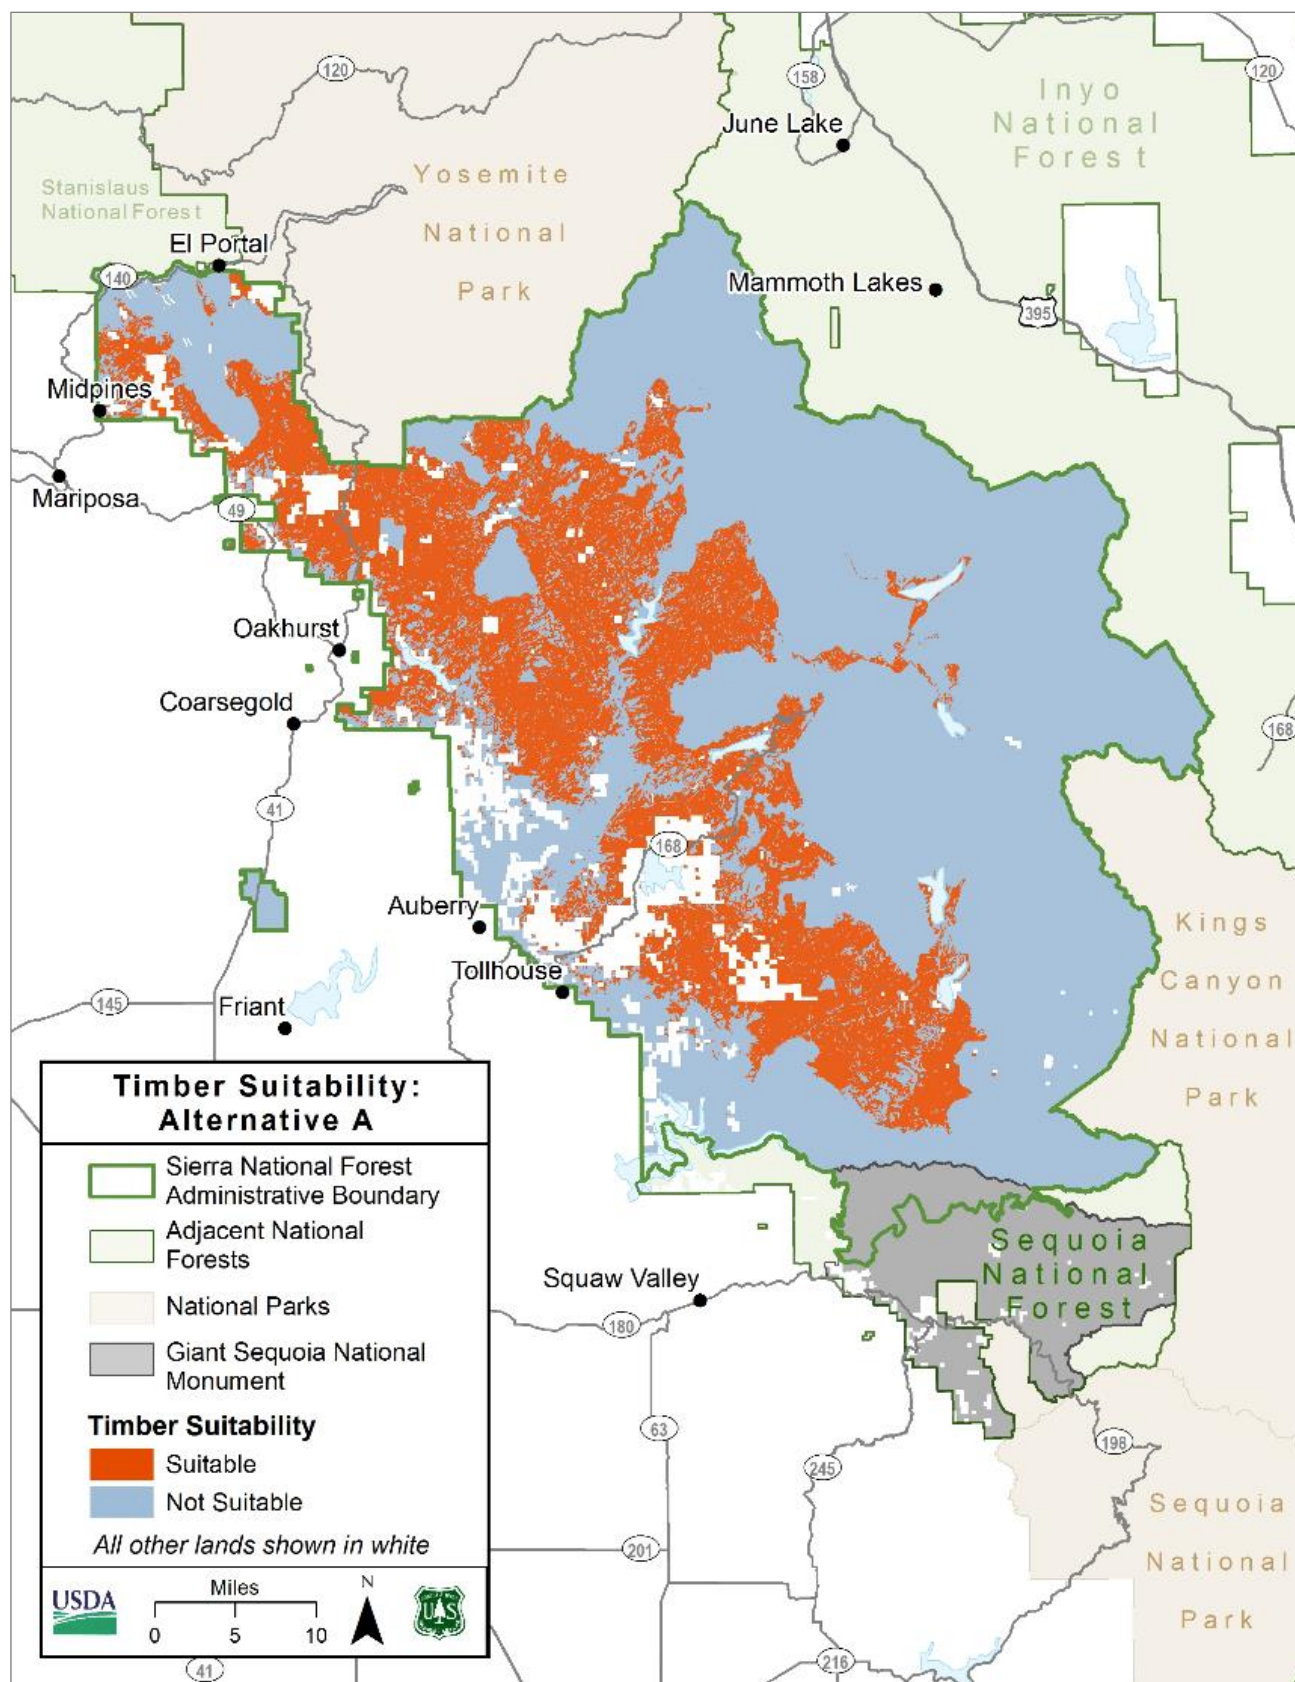 120
158
120
Inyo
National
Forest
June Lake
Yosemite
National
Park
Stanislaus
National Forest
El Portal
140
Mammoth Lakes
395
Midpines
Mariposa
49
Oakhurst
Coarsegold
168
41
168
Auberry
Kings
Canyon
National
Park
Tollhouse
145
Friant
Timber Suitability:
Alternative A
Sierra National Forest
Administrative Boundary
Adjacent National
Forests
National Parks
Giant Sequoia National
Monument
Timber Suitability
Suitable
Not Suitable
All other lands shown in white
USDA
Miles
0 5 10
N
U S
Sequoia
National
Forest
Squaw Valley
180
63
198
245
Sequoia
National
Park
201
41
216